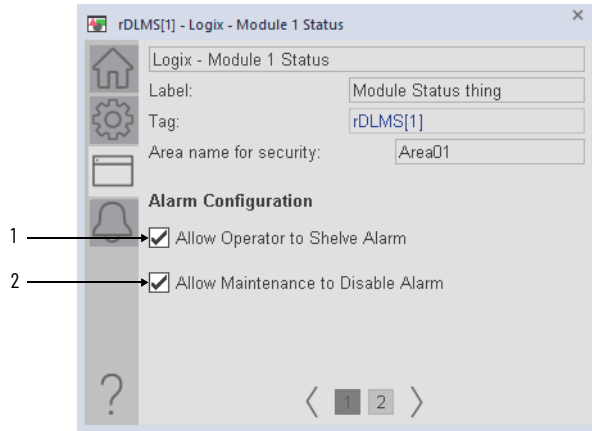 rDLMS[1] - Logix - Module 1 Status
Logix - Module 1 Status
Label: Module Status thing
Tag: rDLMS[1]
Area name for security: Area01
Alarm Configuration
1 Allow Operator to Shelve Alarm
2 Allow Maintenance to Disable Alarm
? 1 2